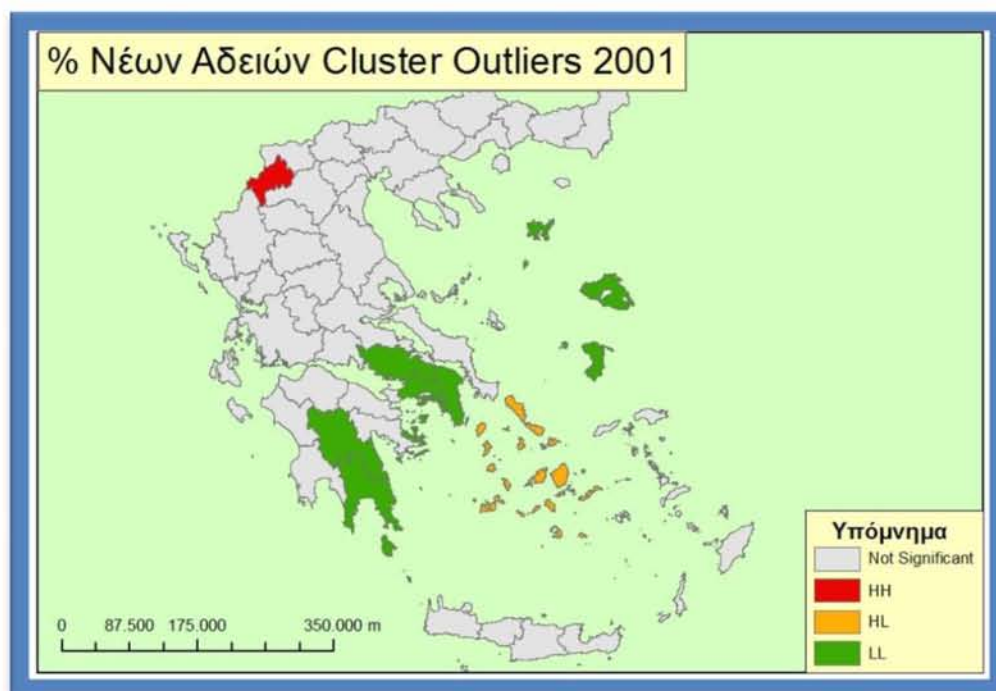 % Νέων Αδειών Cluster Outliers 2001
Υπόμνημα
Not Significant
HH
HL
LL
0 87.500 175.000 350.000 m